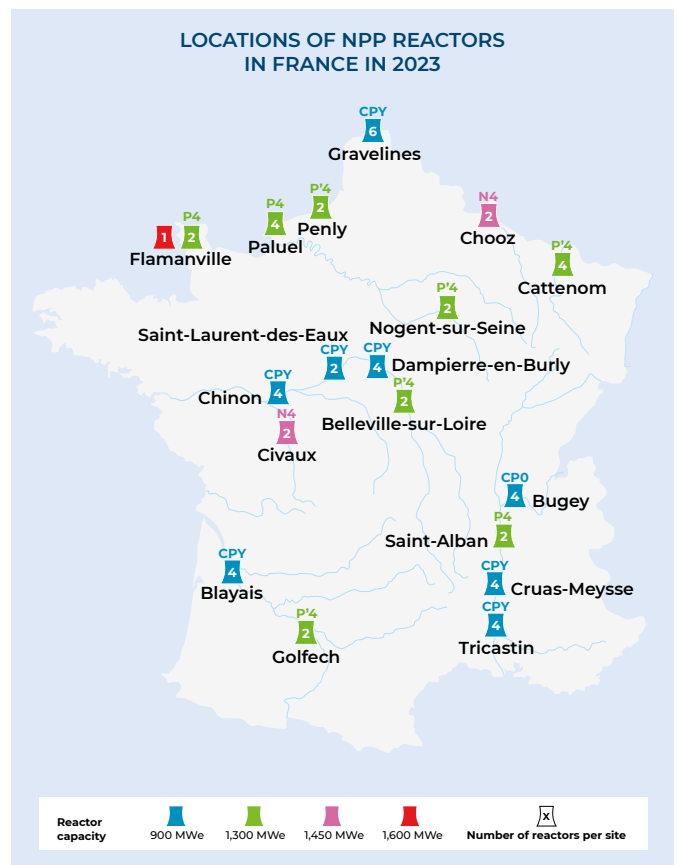 LOCATIONS OF NPP REACTORS
IN FRANCE IN 2023
CPY
6
Gravelines
P'4
2
Penly
P4
4
Paluel
N4
2
Chooz
1
P4
2
Flamanville
P'4
4
Cattenom
P'4
2
Nogent-sur-Seine
Saint-Laurent-des-Eaux
CPY
2
CPY
4
Dampierre-en-Burly
CPY
4
Chinon
P'4
2
Belleville-sur-Loire
N4
2
Civaux
CP0
4
Bugey
P4
2
Saint-Alban
CPY
4
Blayais
CPY
4
Cruas-Meysse
CPY
4
Tricastin
P'4
2
Golfech
Reactor
capacity
900 MWe
1,300 MWe
1,450 MWe
1,600 MWe
x
Number of reactors per site